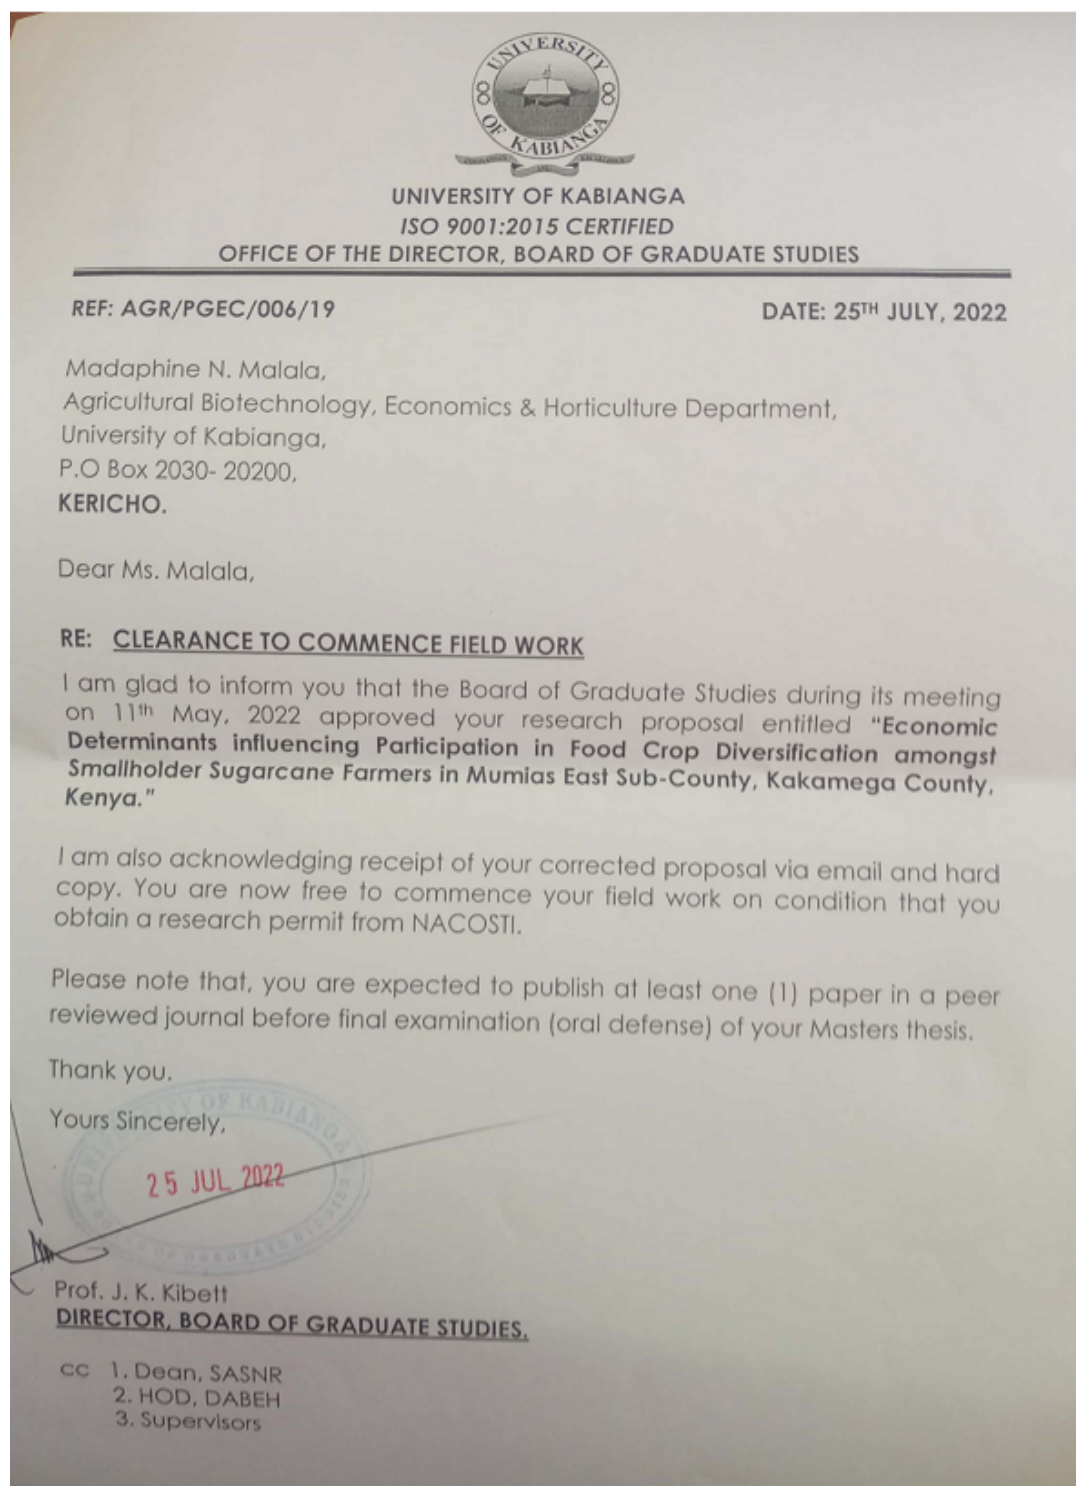 UNIVERSITY
OF KABIANGA
UNIVERSITY OF KABIANGA
ISO 9001:2015 CERTIFIED
OFFICE OF THE DIRECTOR, BOARD OF GRADUATE STUDIES
REF: AGR/PGEC/006/19
DATE: 25TH JULY, 2022
Madaphine N. Malala,
Agricultural Biotechnology, Economics & Horticulture Department,
University of Kabianga,
P.O Box 2030- 20200,
KERICHO.
Dear Ms. Malala,
RE: CLEARANCE TO COMMENCE FIELD WORK
I am glad to inform you that the Board of Graduate Studies during its meeting
on 11th May, 2022 approved your research proposal entitled "Economic
Determinants influencing Participation in Food Crop Diversification amongst
Smallholder Sugarcane Farmers in Mumias East Sub-County, Kakamega County,
Kenya."
I am also acknowledging receipt of your corrected proposal via email and hard
copy. You are now free to commence your field work on condition that you
obtain a research permit from NACOSTI.
Please note that, you are expected to publish at least one (1) paper in a peer
reviewed journal before final examination (oral defense) of your Masters thesis.
Thank you.
Yours Sincerely,
UNIVERSITY OF KABIANGA
25 JUL 2022
BOARD OF GRADUATE STUDIES
Prof. J. K. Kibett
DIRECTOR, BOARD OF GRADUATE STUDIES.
cc 1. Dean, SASNR
2. HOD, DABEH
3. Supervisors